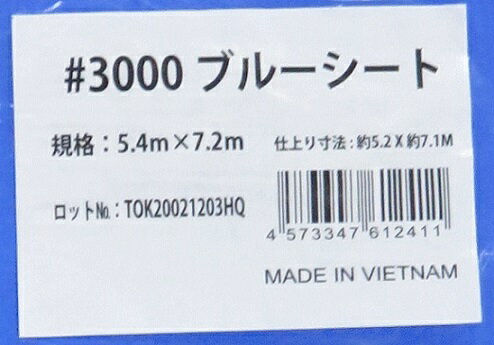 #3000 ブルーシート
規格：5.4m×7.2m 仕上り寸法：約5.2 X 約7.1M
ロット№：TOK20021203HQ
4 573347 612411
MADE IN VIETNAM